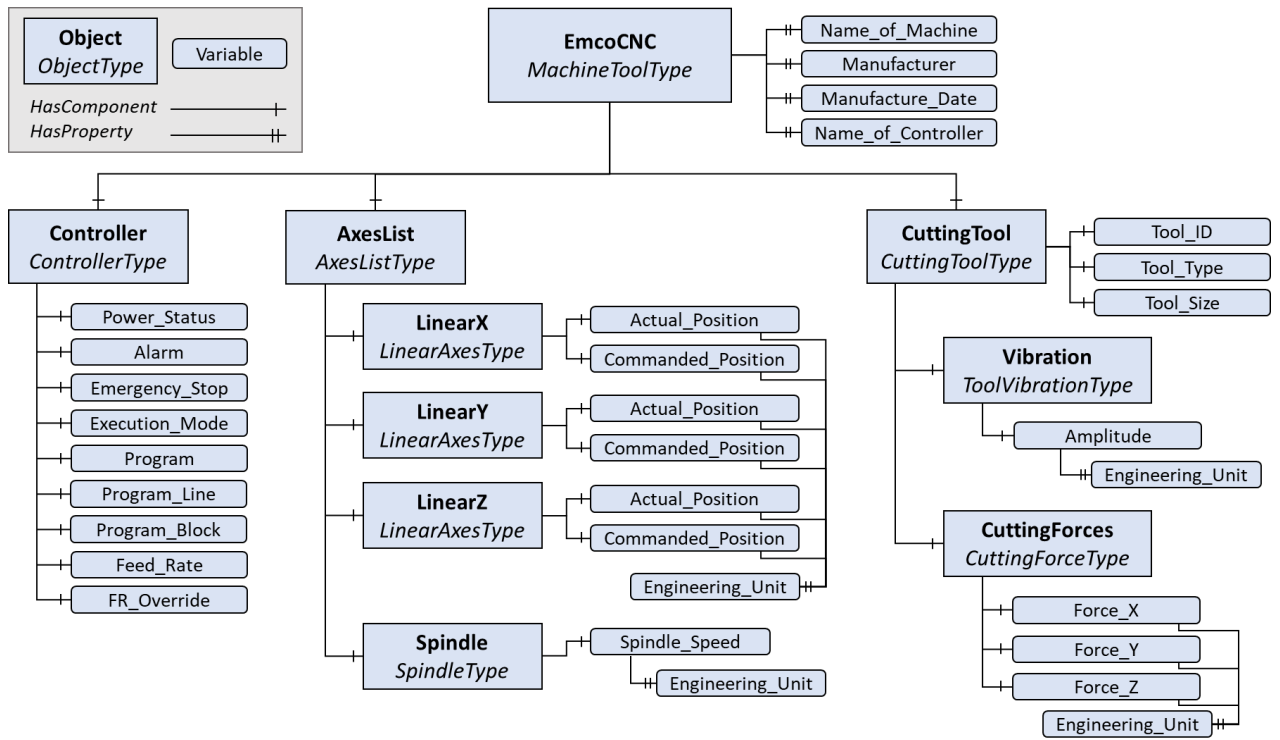 Object
ObjectType
Variable
HasComponent
HasProperty
EmcoCNC
MachineToolType
Name_of_Machine
Manufacturer
Manufacture_Date
Name_of_Controller
Controller
ControllerType
Power_Status
Alarm
Emergency_Stop
Execution_Mode
Program
Program_Line
Program_Block
Feed_Rate
FR_Override
AxesList
AxesListType
LinearX
LinearAxesType
Actual_Position
Commanded_Position
LinearY
LinearAxesType
Actual_Position
Commanded_Position
LinearZ
LinearAxesType
Actual_Position
Commanded_Position
Engineering_Unit
Spindle
SpindleType
Spindle_Speed
Engineering_Unit
CuttingTool
CuttingToolType
Tool_ID
Tool_Type
Tool_Size
Vibration
ToolVibrationType
Amplitude
Engineering_Unit
CuttingForces
CuttingForceType
Force_X
Force_Y
Force_Z
Engineering_Unit